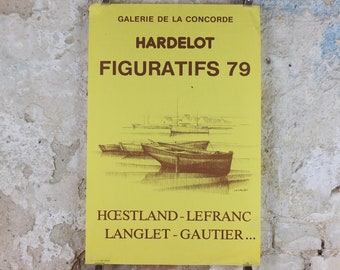 GALERIE DE LA CONCORDE
HARDELOT
FIGURATIFS 79
HŒSTLAND - LEFRANC
LANGLET - GAUTIER...